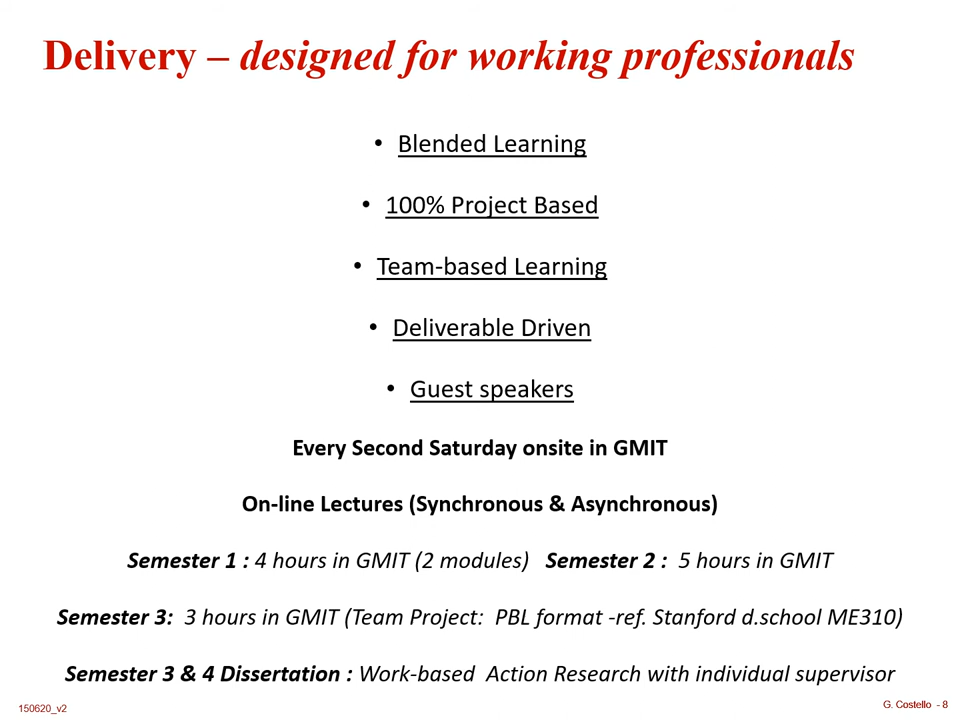 Delivery – designed for working professionals
• Blended Learning
• 100% Project Based
• Team-based Learning
• Deliverable Driven
• Guest speakers
Every Second Saturday onsite in GMIT
On-line Lectures (Synchronous & Asynchronous)
Semester 1 : 4 hours in GMIT (2 modules) Semester 2 : 5 hours in GMIT
Semester 3: 3 hours in GMIT (Team Project: PBL format -ref. Stanford d.school ME310)
Semester 3 & 4 Dissertation : Work-based Action Research with individual supervisor
150620_v2
G. Costello - 8